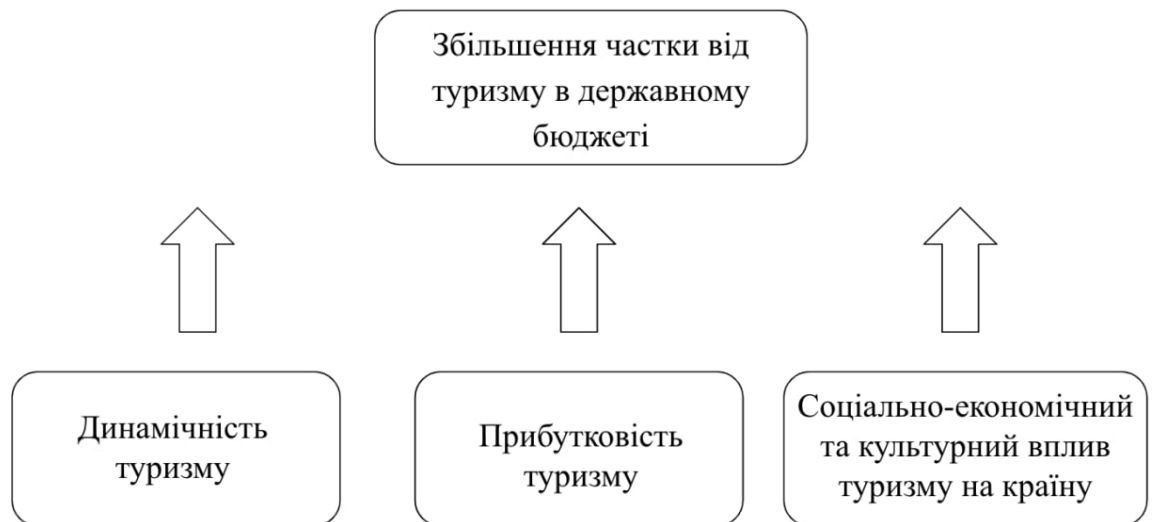 Збільшення частки від
туризму в державному
бюджеті
Динамічність
туризму
Прибутковість
туризму
Соціально-економічний
та культурний вплив
туризму на країну